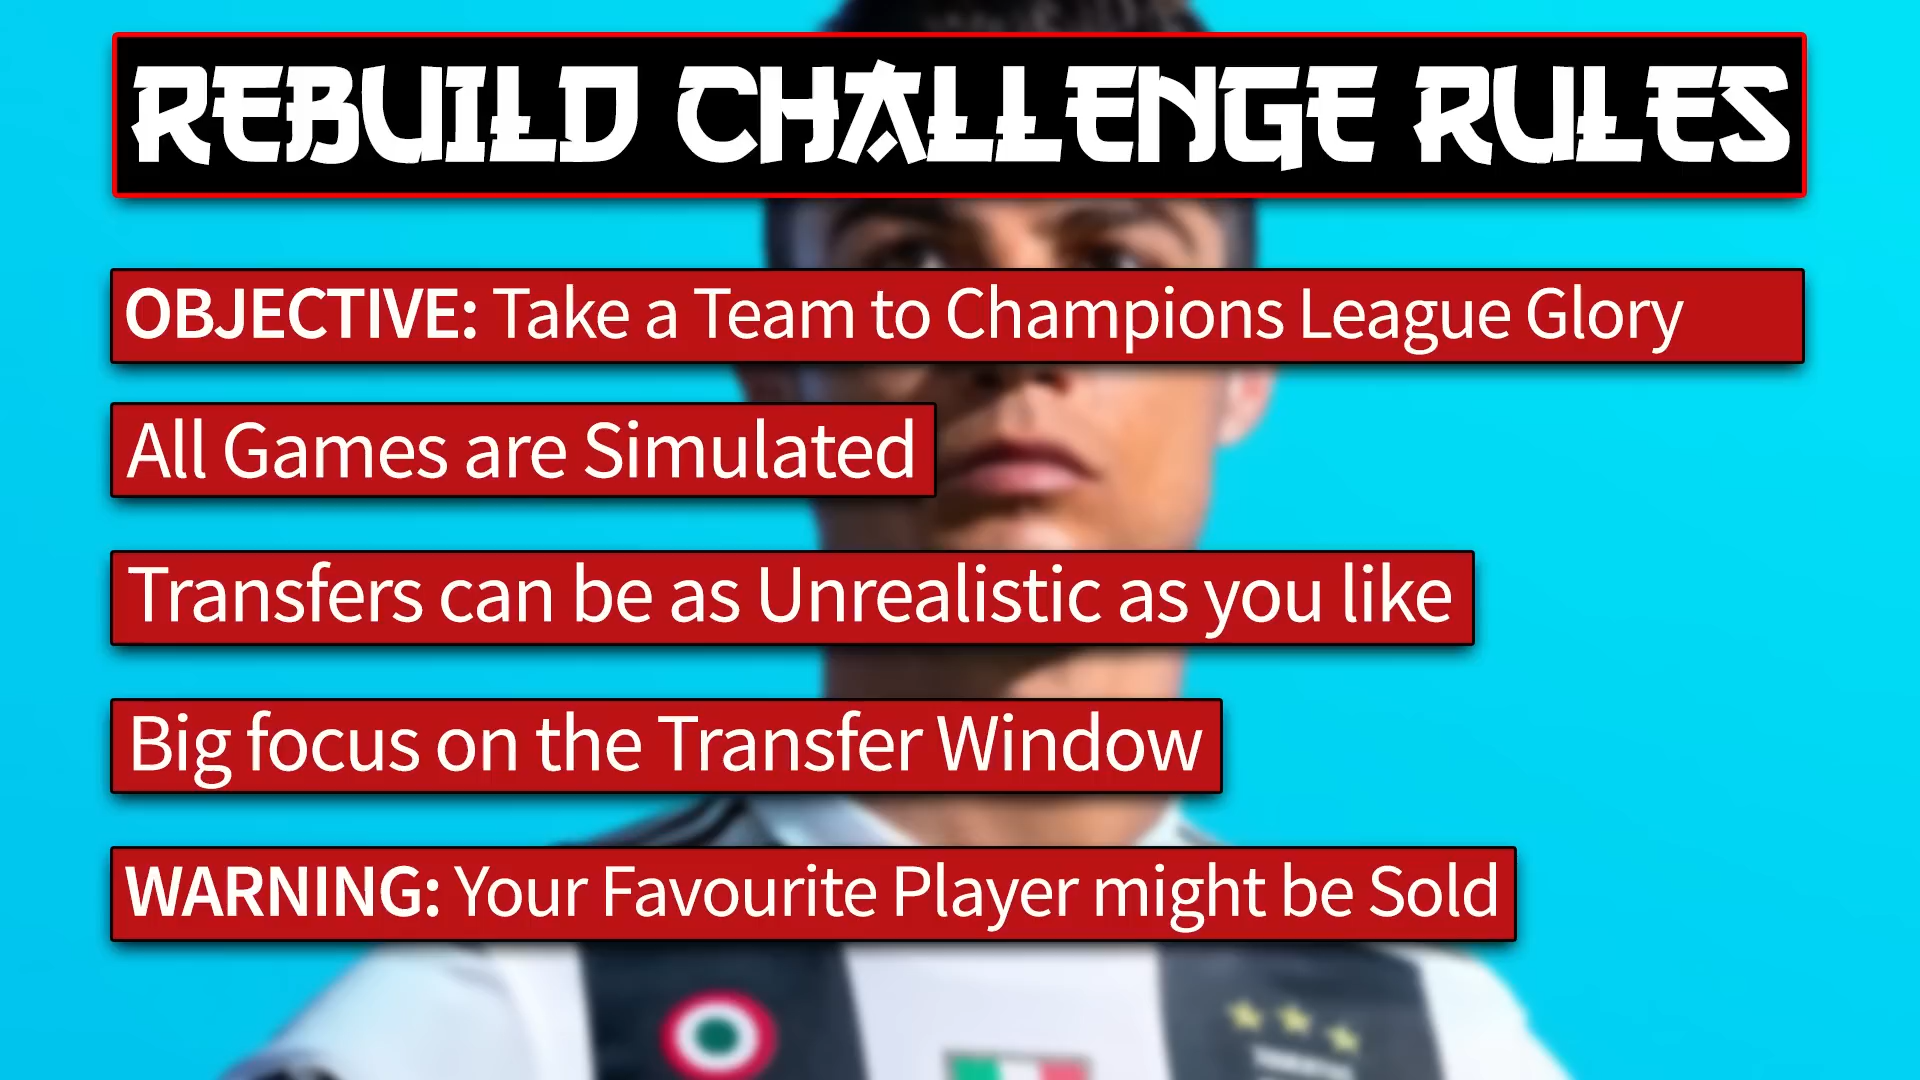 REBUILD CHALLENGE RULES
OBJECTIVE: Take a Team to Champions League Glory
All Games are Simulated
Transfers can be as Unrealistic as you like
Big focus on the Transfer Window
WARNING: Your Favourite Player might be Sold